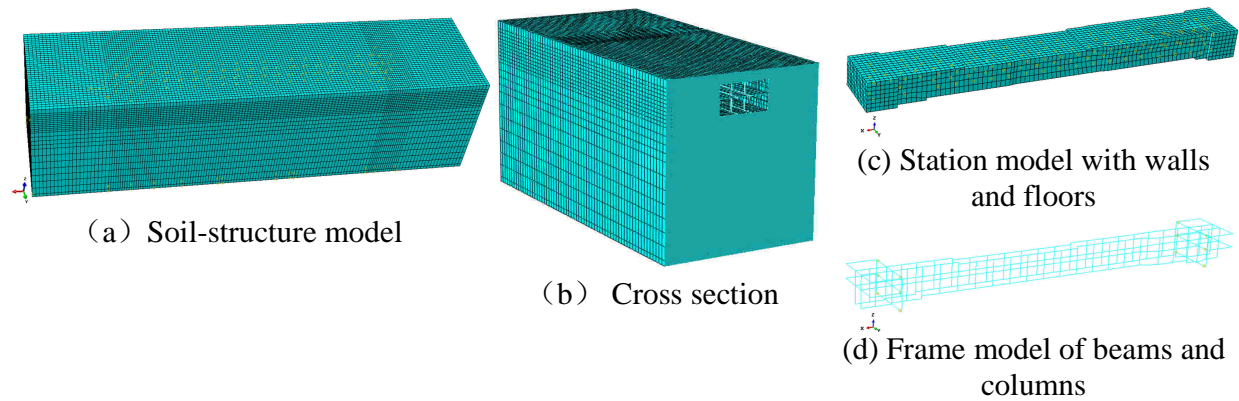 （a）Soil-structure model
（b） Cross section
(c) Station model with walls
and floors
(d) Frame model of beams and
columns